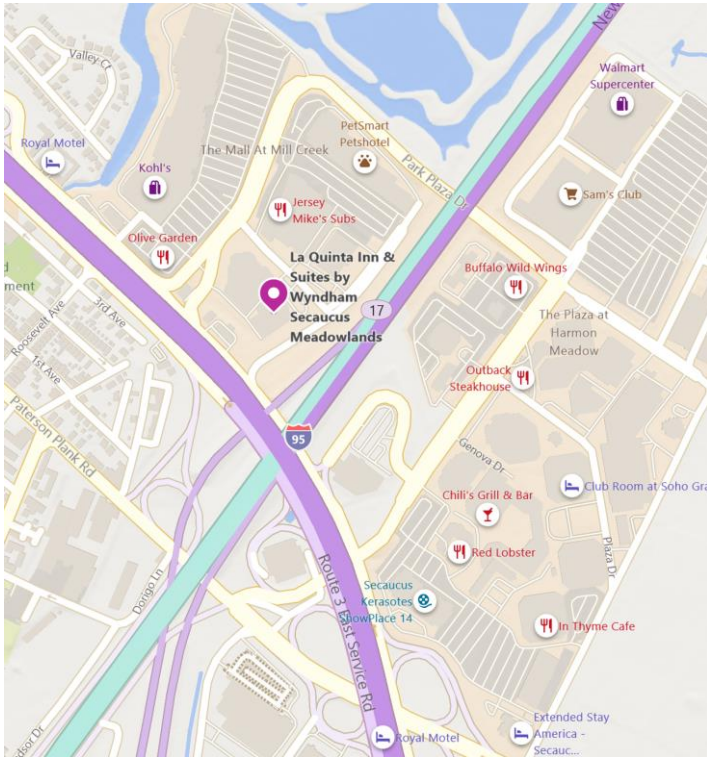 New
Valley Ct
Walmart
Supercenter
Royal Motel
PetSmart
Petshotel
The Mall At Mill Creek
Kohl's
Park Plaza Dr
Sam's Club
Jersey
Mike's Subs
Olive Garden
La Quinta Inn &
Suites by
Wyndham
Secaucus
Meadowlands
Buffalo Wild Wings
ment
Roosevelt Ave
3rd Ave
17
The Plaza at
Harmon
Meadow
1st Ave
Outback
Steakhouse
Paterson Plank Rd
95
Genova Dr
Club Room at Soho Gra
Chili's Grill & Bar
Plaza Dr
Red Lobster
Dorigo Ln
Route 3 East Service Rd
Secaucus
Kerasotes
ShowPlace 14
In Thyme Cafe
dsor Dr
Royal Motel
Extended Stay
America -
Secauc...